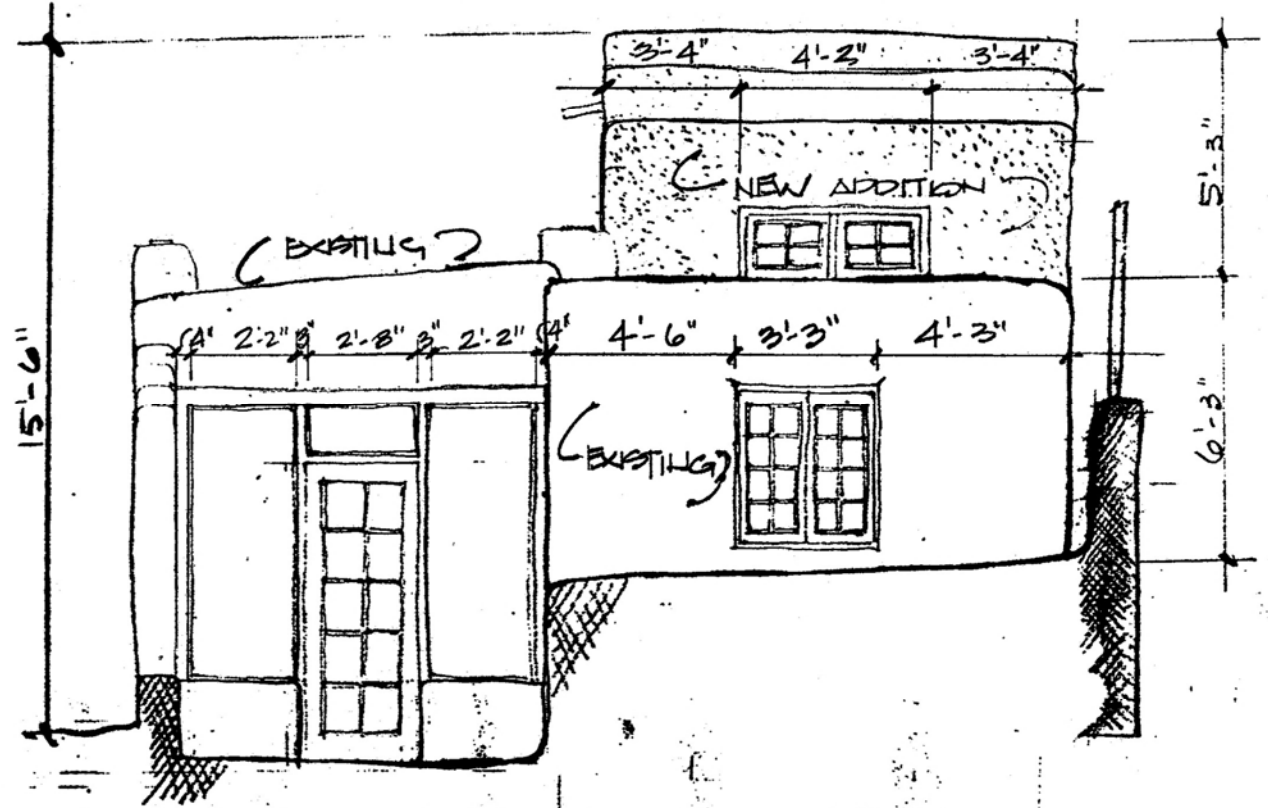 3'-4" 4'-2" 3'-4"
5'-3"
NEW ADDITION
EXISTING
4" 2'-2" 3" 2'-8" 3" 2'-2" 4" 4'-6" 3'-3" 4'-3"
15'-6"
6'-3"
EXISTING